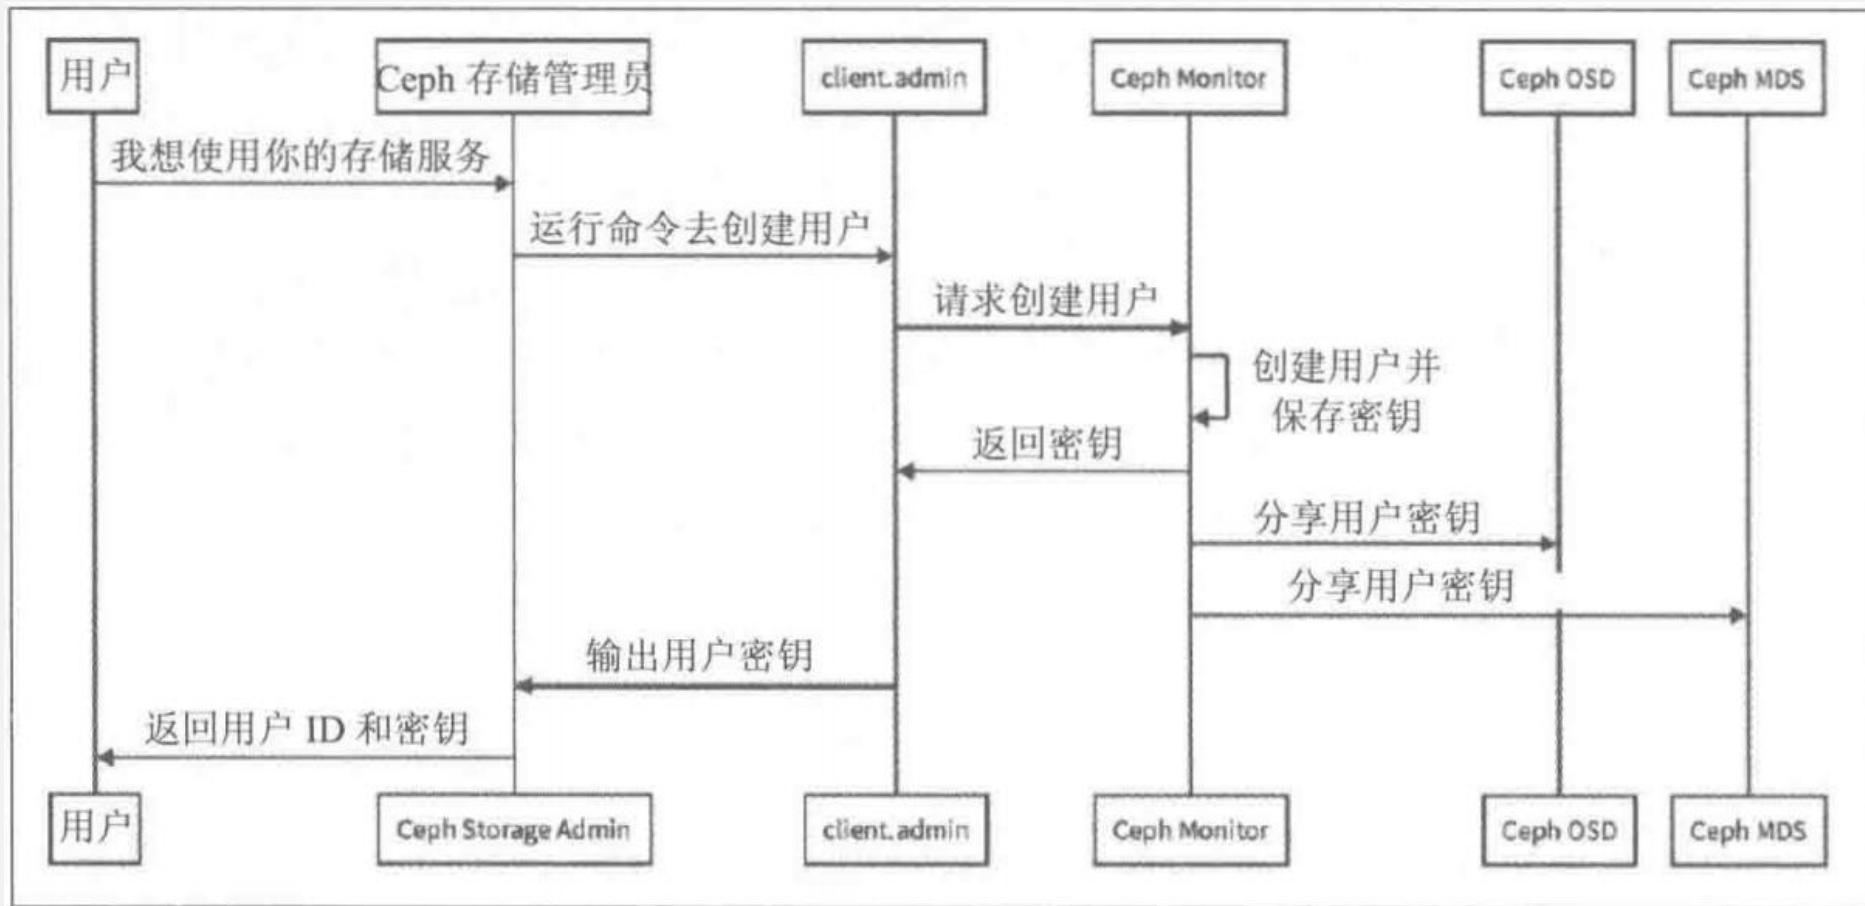 用户
Ceph 存储管理员
client.admin
Ceph Monitor
Ceph OSD
Ceph MDS
我想使用你的存储服务
运行命令去创建用户
请求创建用户
创建用户并
保存密钥
返回密钥
分享用户密钥
分享用户密钥
输出用户密钥
返回用户 ID 和密钥
用户
Ceph Storage Admin
client.admin
Ceph Monitor
Ceph OSD
Ceph MDS